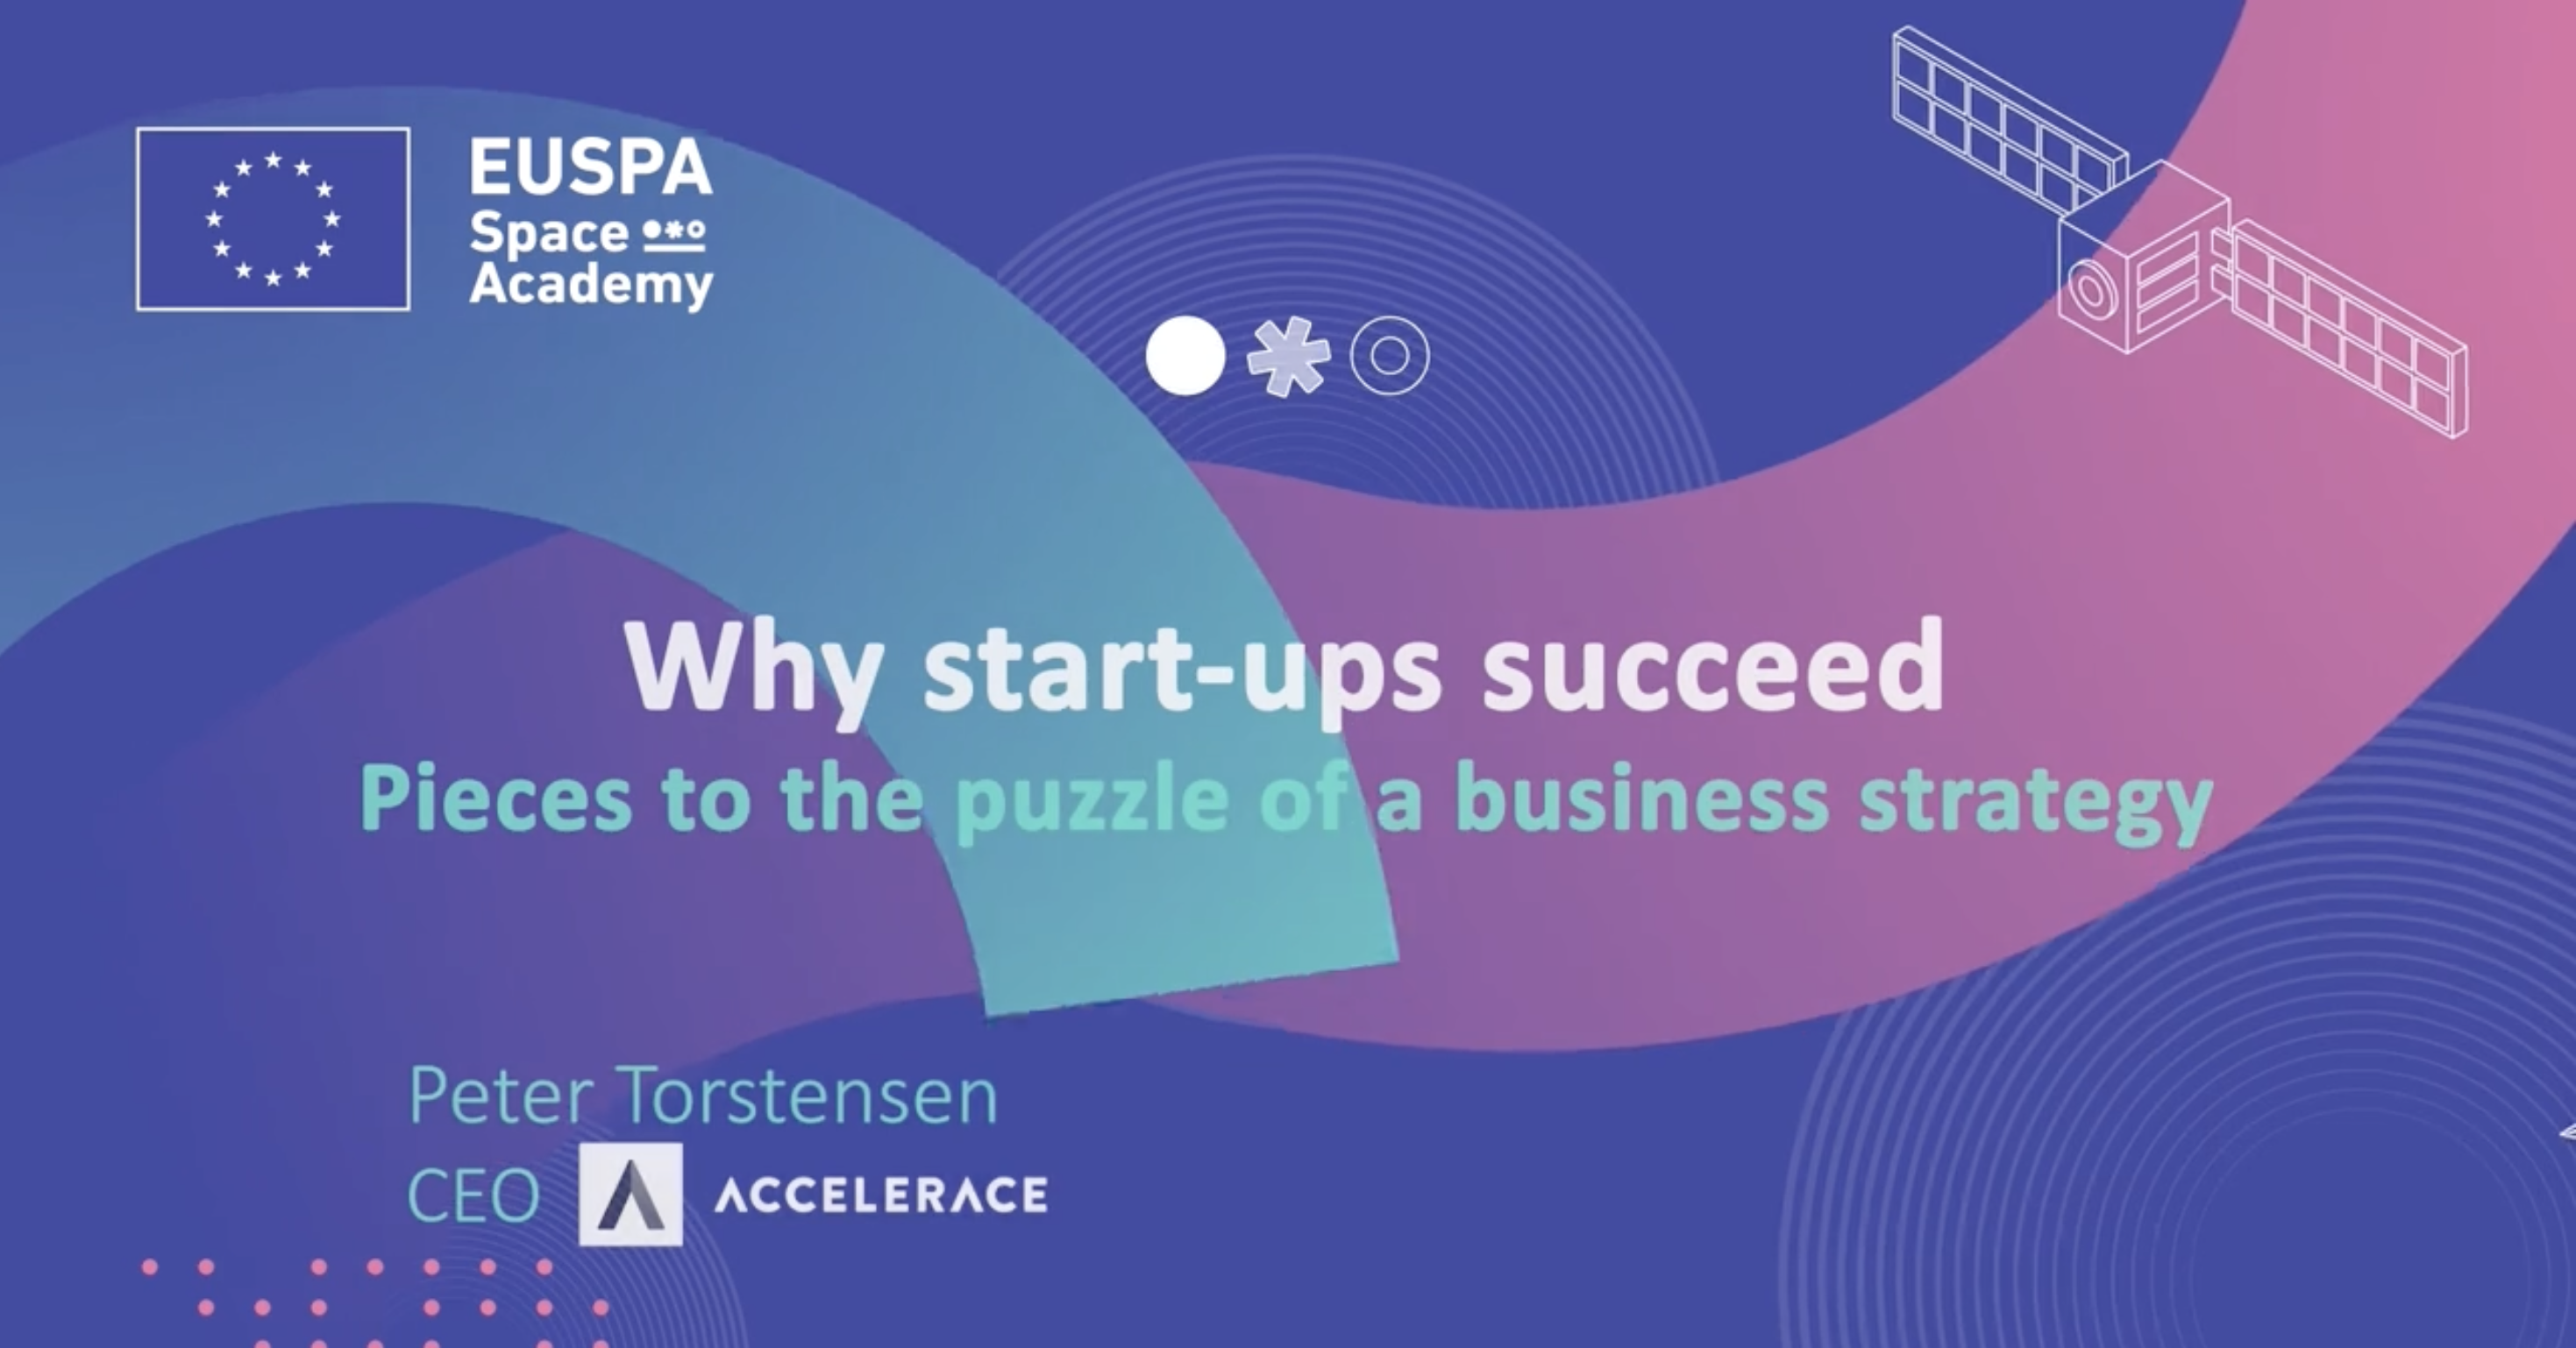 EUSPA
Space
Academy
Why start-ups succeed
Pieces to the puzzle of a business strategy
Peter Torstensen
CEO ACCELERACE